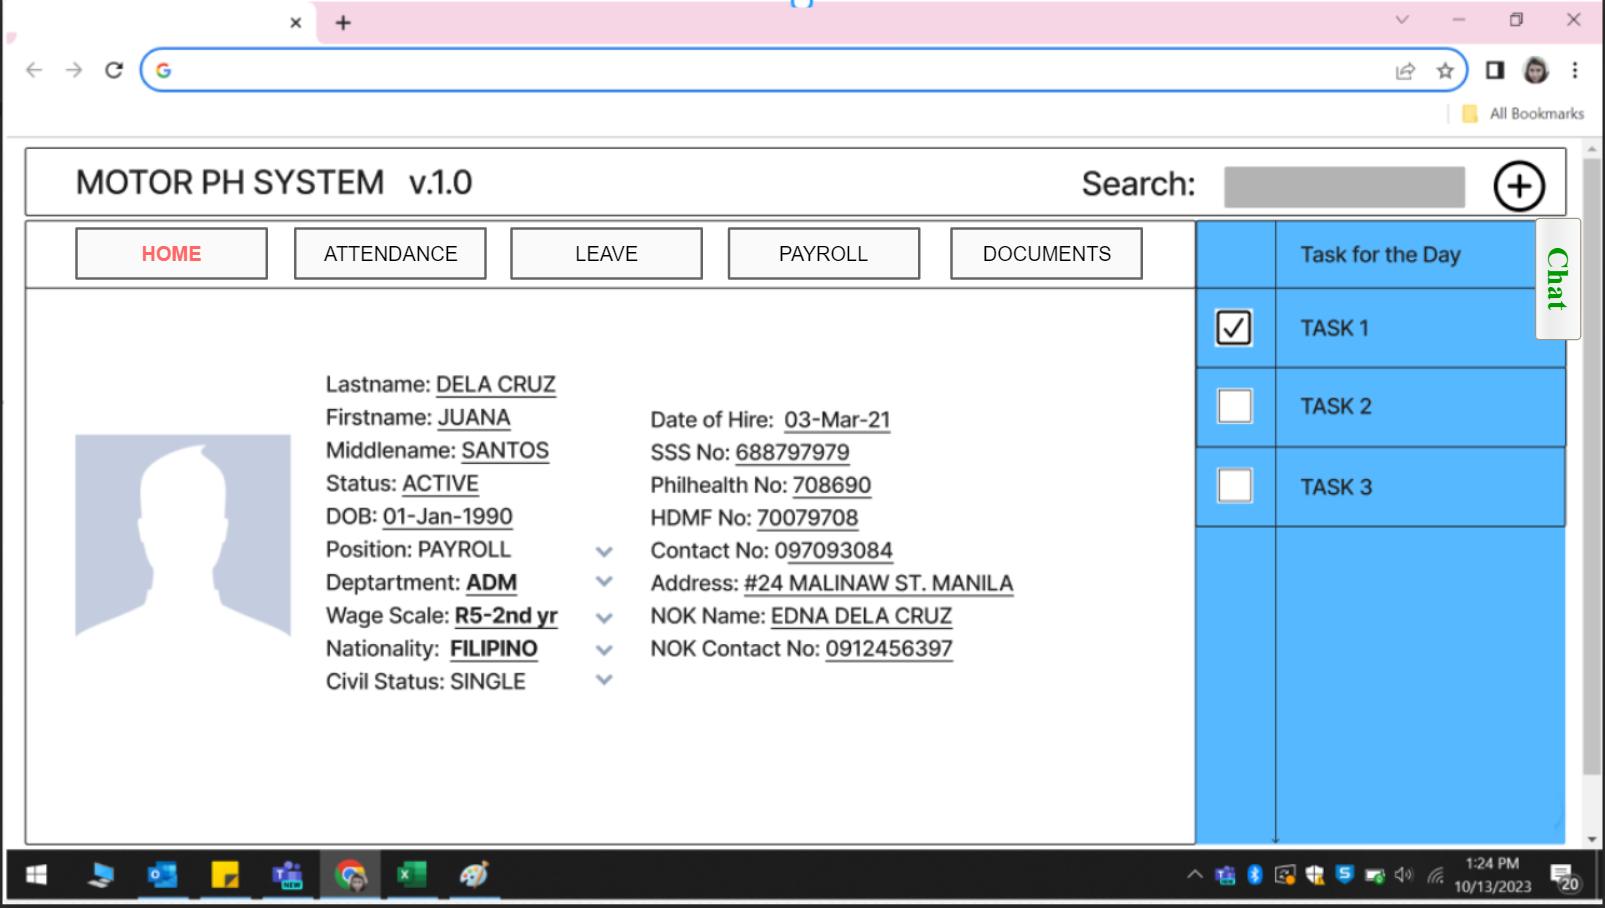 All Bookmarks
MOTOR PH SYSTEM v.1.0
Search:
HOME
ATTENDANCE
LEAVE
PAYROLL
DOCUMENTS
Task for the Day
Chat
TASK 1
TASK 2
TASK 3
Lastname: DELA CRUZ
Firstname: JUANA
Middlename: SANTOS
Status: ACTIVE
DOB: 01-Jan-1990
Position: PAYROLL
Deptartment: ADM
Wage Scale: R5-2nd yr
Nationality: FILIPINO
Civil Status: SINGLE
Date of Hire: 03-Mar-21
SSS No: 688797979
Philhealth No: 708690
HDMF No: 70079708
Contact No: 097093084
Address: #24 MALINAW ST. MANILA
NOK Name: EDNA DELA CRUZ
NOK Contact No: 0912456397
NEW
1:24 PM
10/13/2023
20